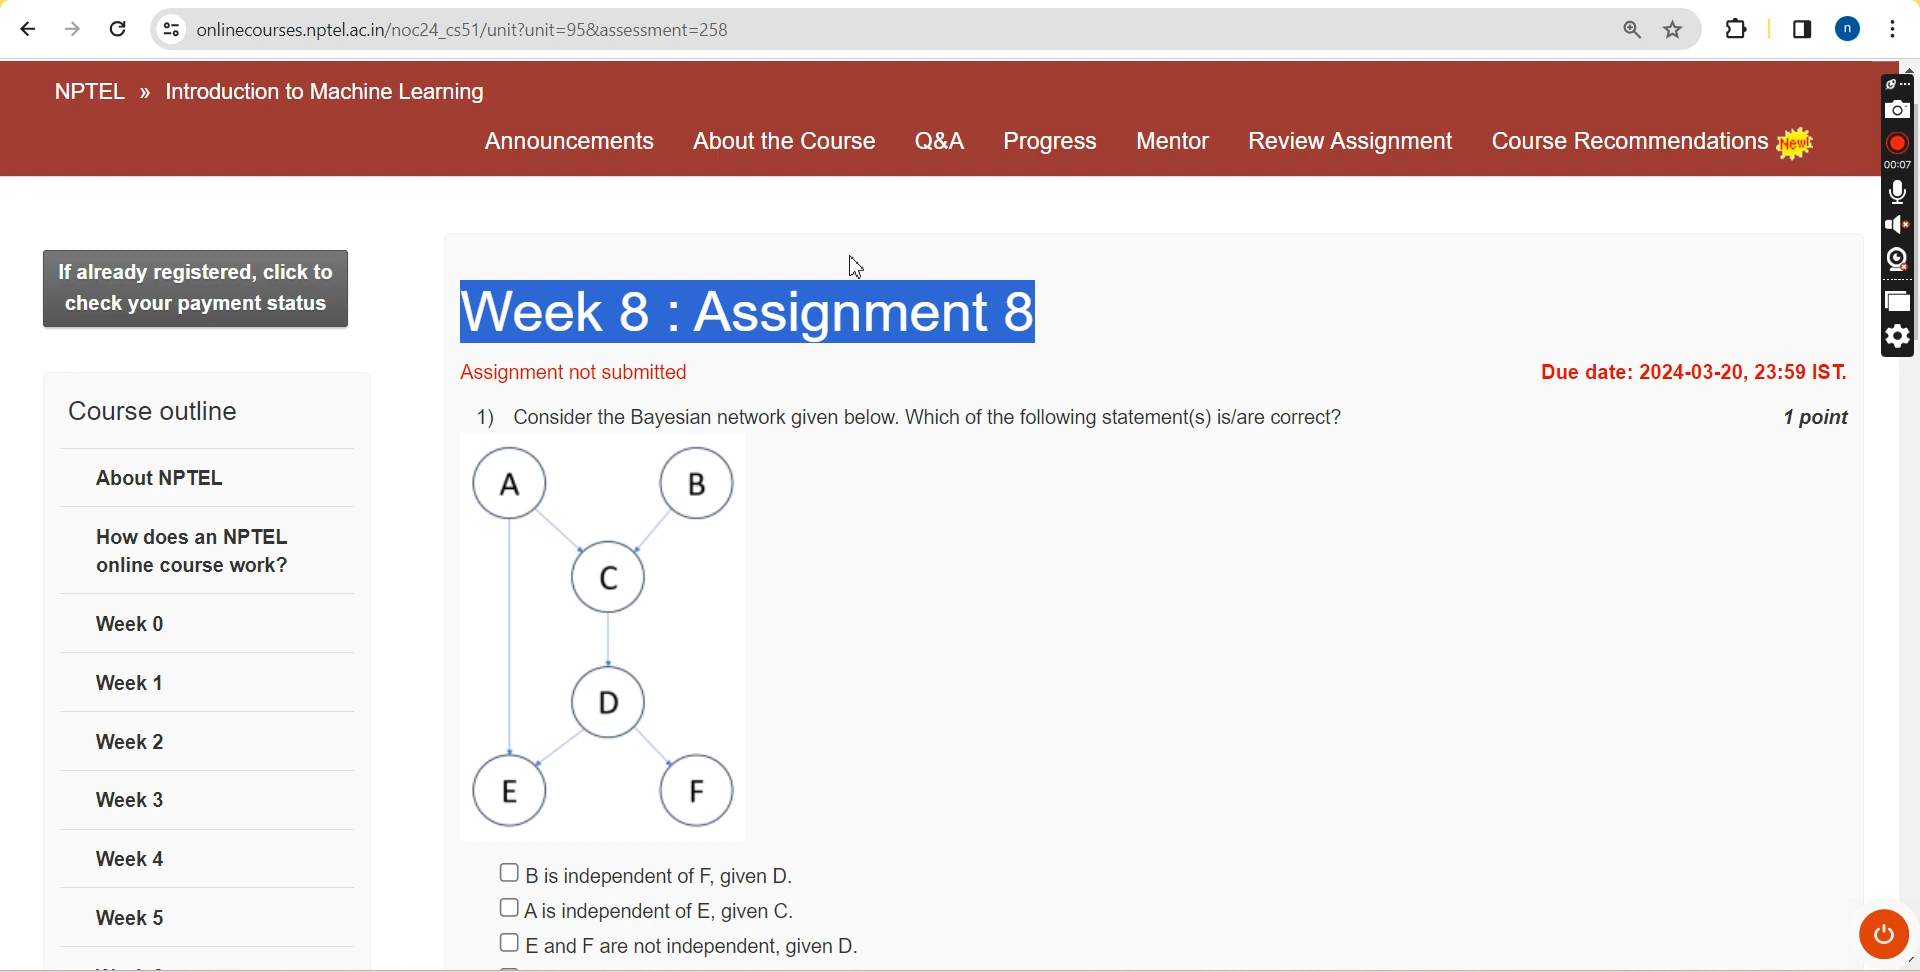 onlinecourses.nptel.ac.in/noc24_cs51/unit?unit=95&assessment=258
n
NPTEL » Introduction to Machine Learning
Announcements About the Course Q&A Progress Mentor Review Assignment Course Recommendations New!
00:07
If already registered, click to
check your payment status
Week 8 : Assignment 8
Assignment not submitted
Due date: 2024-03-20, 23:59 IST.
Course outline
About NPTEL
How does an NPTEL
online course work?
Week 0
Week 1
Week 2
Week 3
Week 4
Week 5
1) Consider the Bayesian network given below. Which of the following statement(s) is/are correct?
1 point
A
B
C
D
E
F
B is independent of F, given D.
A is independent of E, given C.
E and F are not independent, given D.